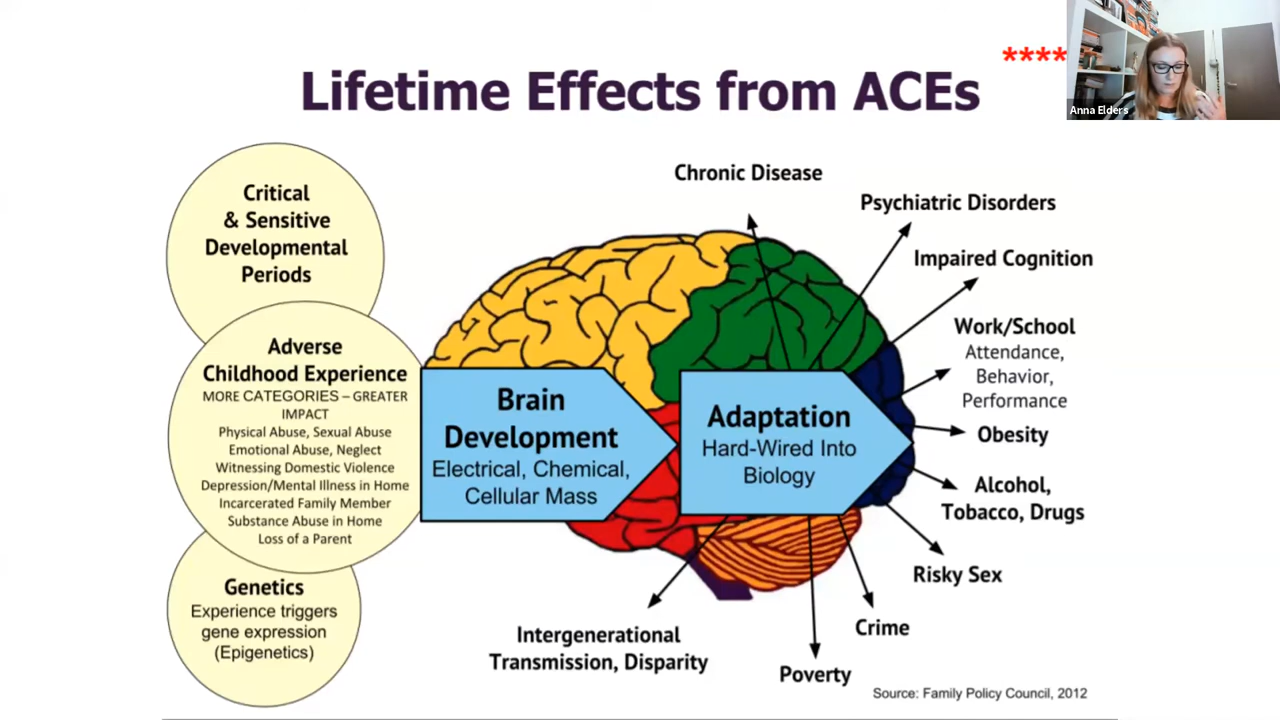 ****
Lifetime Effects from ACEs
Anna Elders
Critical
& Sensitive
Developmental
Periods
Adverse
Childhood Experience
MORE CATEGORIES – GREATER
IMPACT
Physical Abuse, Sexual Abuse
Emotional Abuse, Neglect
Witnessing Domestic Violence
Depression/Mental Illness in Home
Incarcerated Family Member
Substance Abuse in Home
Loss of a Parent
Genetics
Experience triggers
gene expression
(Epigenetics)
Brain
Development
Electrical, Chemical,
Cellular Mass
Adaptation
Hard-Wired Into
Biology
Chronic Disease
Psychiatric Disorders
Impaired Cognition
Work/School
Attendance,
Behavior,
Performance
Obesity
Alcohol,
Tobacco, Drugs
Risky Sex
Crime
Poverty
Intergenerational
Transmission, Disparity
Source: Family Policy Council, 2012